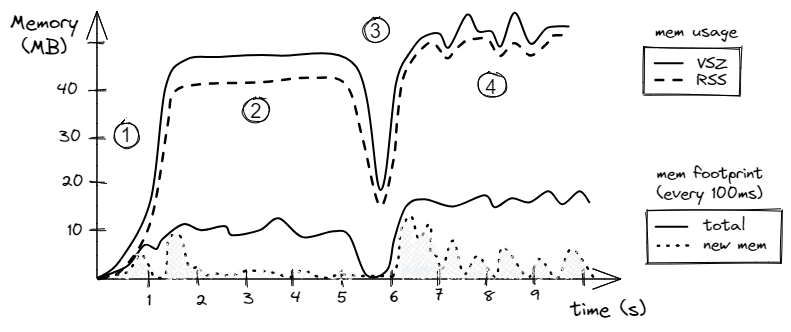 Memory
(MB)
40
30
20
10
1
2
3
4
1
2
3
4
5
6
7
8
9
time (s)
mem usage
VSZ
RSS
mem footprint
(every 100ms)
total
new mem